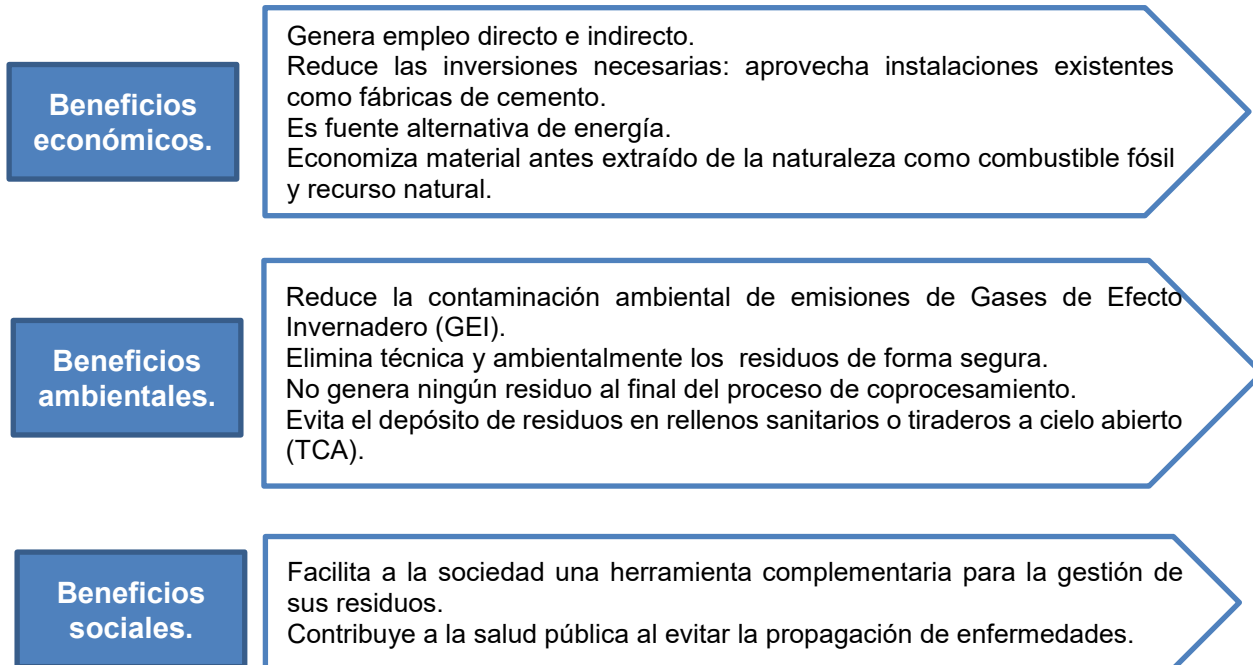 Beneficios
económicos.
Genera empleo directo e indirecto.
Reduce las inversiones necesarias: aprovecha instalaciones existentes
como fábricas de cemento.
Es fuente alternativa de energía.
Economiza material antes extraído de la naturaleza como combustible fósil
y recurso natural.
Beneficios
ambientales.
Reduce la contaminación ambiental de emisiones de Gases de Efecto
Invernadero (GEI).
Elimina técnica y ambientalmente los residuos de forma segura.
No genera ningún residuo al final del proceso de coprocesamiento.
Evita el depósito de residuos en rellenos sanitarios o tiraderos a cielo abierto
(TCA).
Beneficios
sociales.
Facilita a la sociedad una herramienta complementaria para la gestión de
sus residuos.
Contribuye a la salud pública al evitar la propagación de enfermedades.